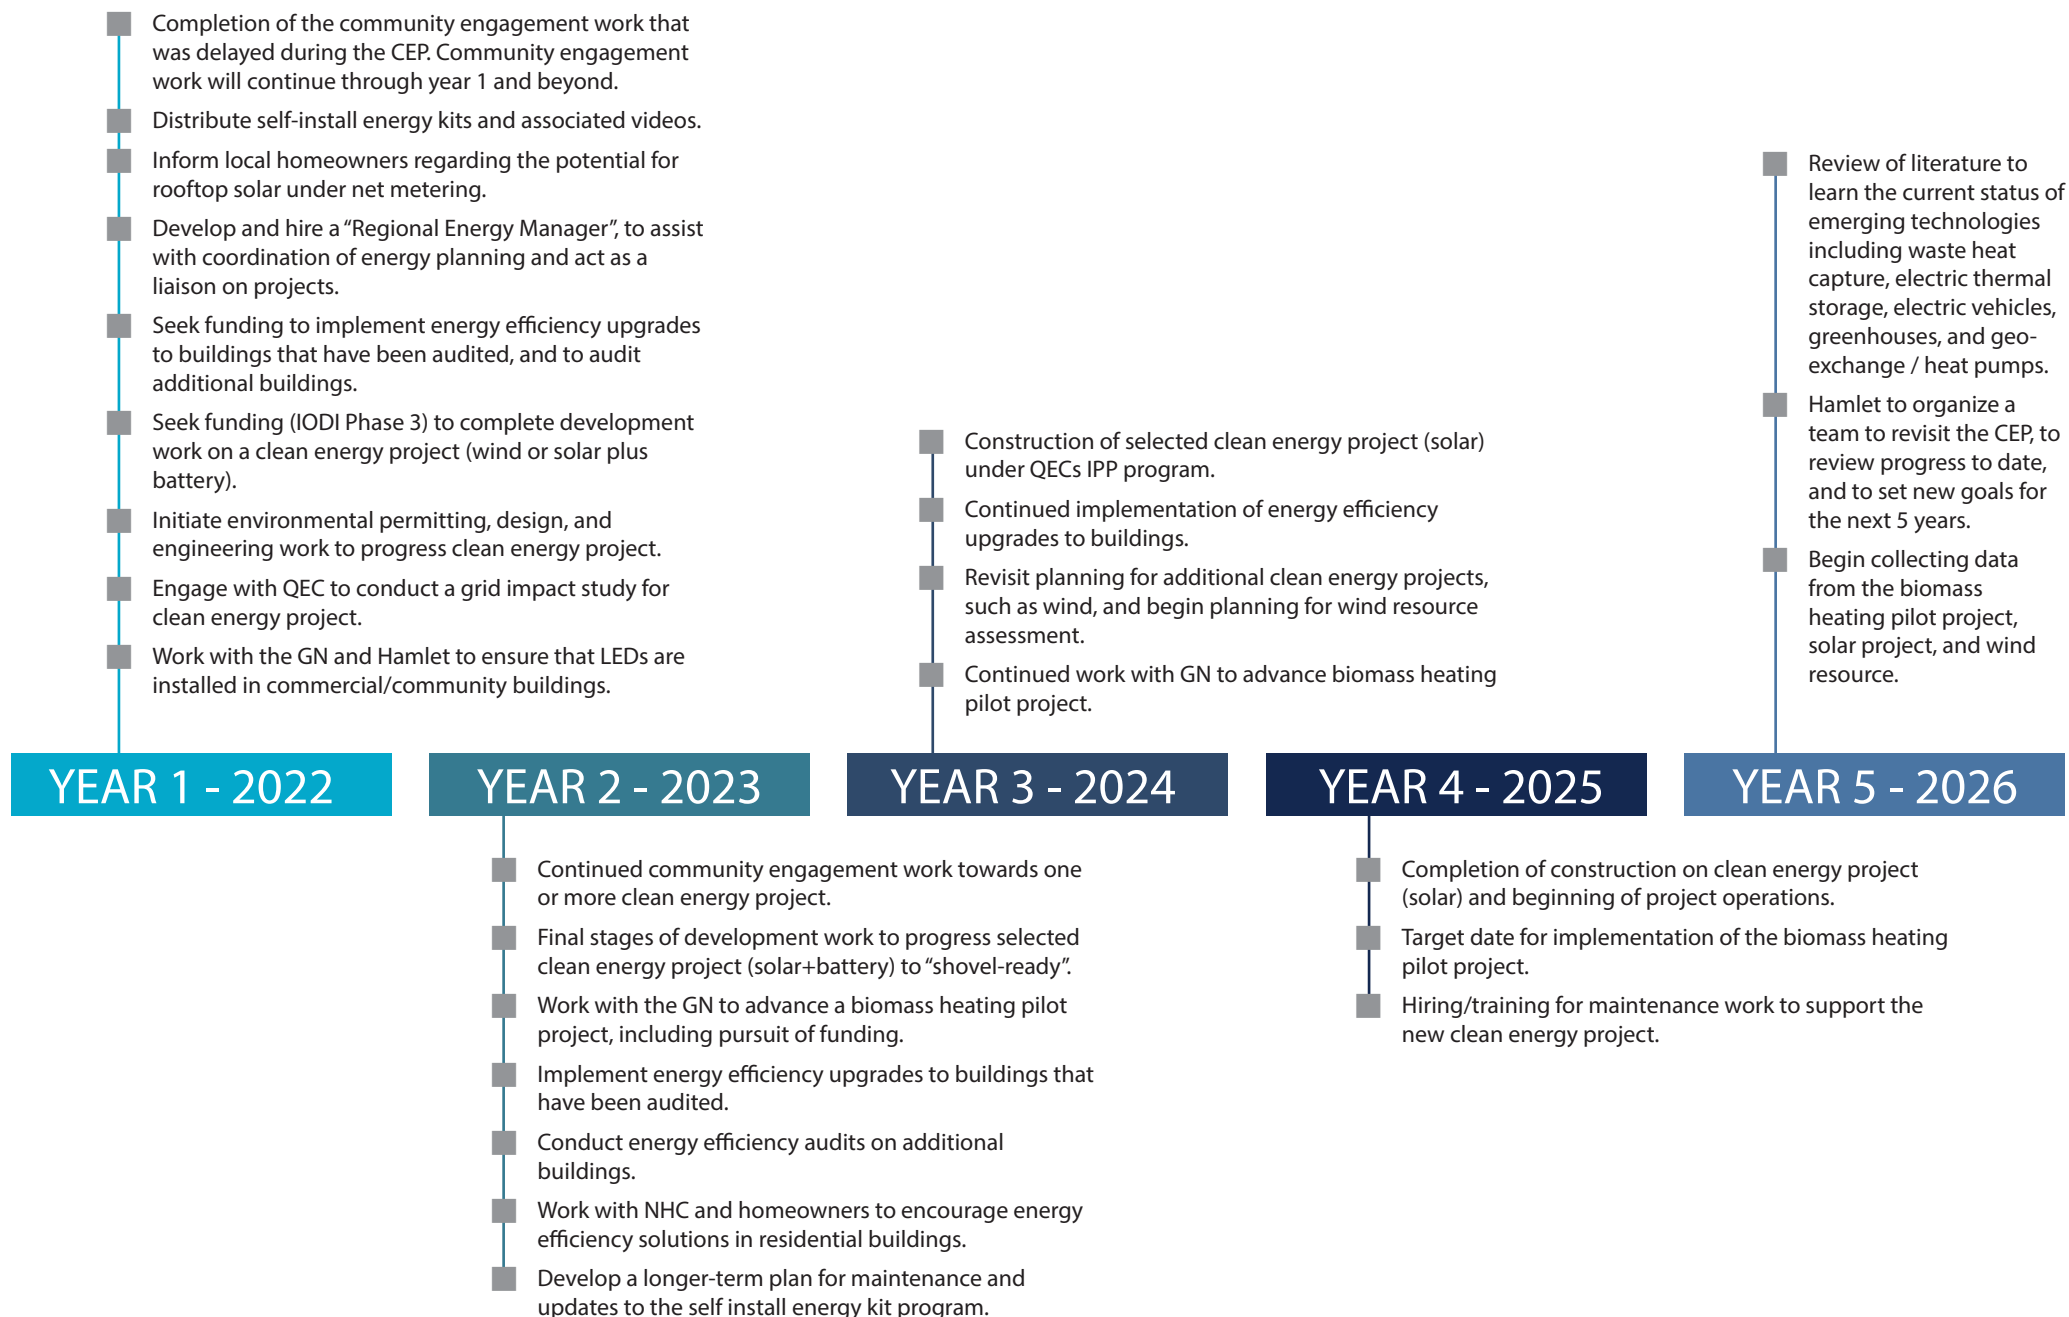 Completion of the community engagement work that
was delayed during the CEP. Community engagement
work will continue through year 1 and beyond.
Distribute self-install energy kits and associated videos.
Inform local homeowners regarding the potential for
rooftop solar under net metering.
Develop and hire a “Regional Energy Manager”, to assist
with coordination of energy planning and act as a
liaison on projects.
Seek funding to implement energy efficiency upgrades
to buildings that have been audited, and to audit
additional buildings.
Seek funding (IODI Phase 3) to complete development
work on a clean energy project (wind or solar plus
battery).
Initiate environmental permitting, design, and
engineering work to progress clean energy project.
Engage with QEC to conduct a grid impact study for
clean energy project.
Work with the GN and Hamlet to ensure that LEDs are
installed in commercial/community buildings.
YEAR 1 - 2022
YEAR 2 - 2023
Continued community engagement work towards one
or more clean energy project.
Final stages of development work to progress selected
clean energy project (solar+battery) to “shovel-ready”.
Work with the GN to advance a biomass heating pilot
project, including pursuit of funding.
Implement energy efficiency upgrades to buildings that
have been audited.
Conduct energy efficiency audits on additional
buildings.
Work with NHC and homeowners to encourage energy
efficiency solutions in residential buildings.
Develop a longer-term plan for maintenance and
updates to the self install energy kit program.
Construction of selected clean energy project (solar)
under QECs IPP program.
Continued implementation of energy efficiency
upgrades to buildings.
Revisit planning for additional clean energy projects,
such as wind, and begin planning for wind resource
assessment.
Continued work with GN to advance biomass heating
pilot project.
YEAR 3 - 2024
YEAR 4 - 2025
Completion of construction on clean energy project
(solar) and beginning of project operations.
Target date for implementation of the biomass heating
pilot project.
Hiring/training for maintenance work to support the
new clean energy project.
Review of literature to
learn the current status of
emerging technologies
including waste heat
capture, electric thermal
storage, electric vehicles,
greenhouses, and geo-
exchange / heat pumps.
Hamlet to organize a
team to revisit the CEP, to
review progress to date,
and to set new goals for
the next 5 years.
Begin collecting data
from the biomass
heating pilot project,
solar project, and wind
resource.
YEAR 5 - 2026